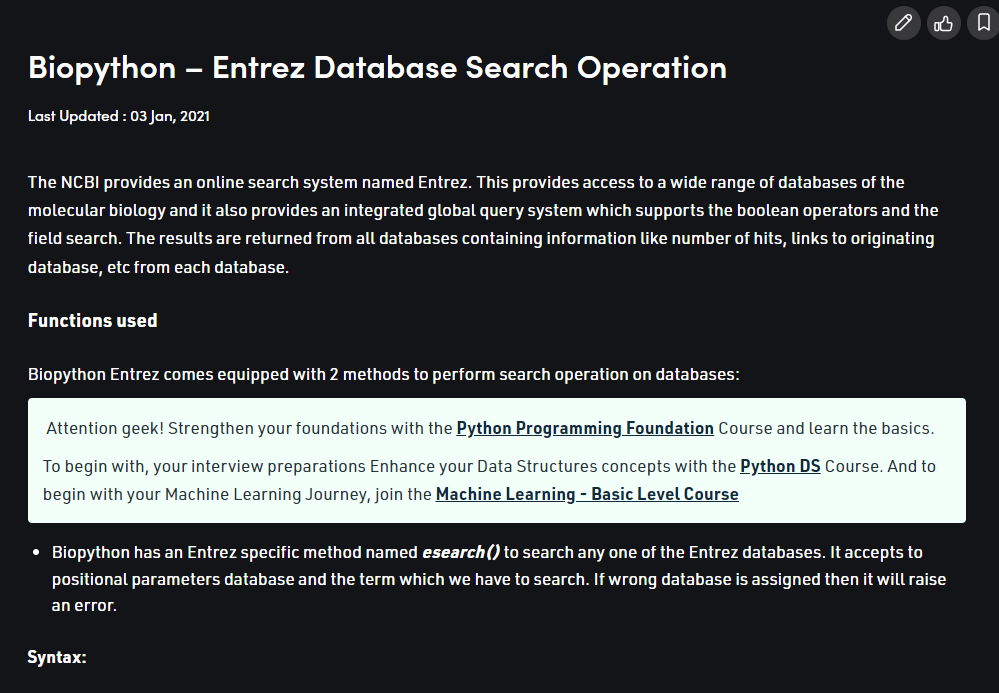 Biopython – Entrez Database Search Operation
Last Updated : 03 Jan, 2021
The NCBI provides an online search system named Entrez. This provides access to a wide range of databases of the
molecular biology and it also provides an integrated global query system which supports the boolean operators and the
field search. The results are returned from all databases containing information like number of hits, links to originating
database, etc from each database.
Functions used
Biopython Entrez comes equipped with 2 methods to perform search operation on databases:
Attention geek! Strengthen your foundations with the Python Programming Foundation Course and learn the basics.
To begin with, your interview preparations Enhance your Data Structures concepts with the Python DS Course. And to
begin with your Machine Learning Journey, join the Machine Learning - Basic Level Course
• Biopython has an Entrez specific method named esearch() to search any one of the Entrez databases. It accepts to
positional parameters database and the term which we have to search. If wrong database is assigned then it will raise
an error.
Syntax: